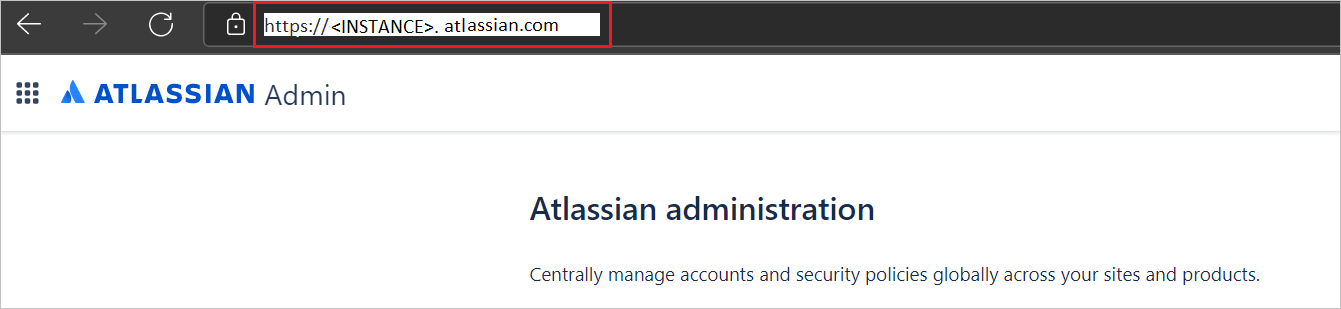 https://<INSTANCE>. atlassian.com
ATLASSIAN Admin
Atlassian administration
Centrally manage accounts and security policies globally across your sites and products.